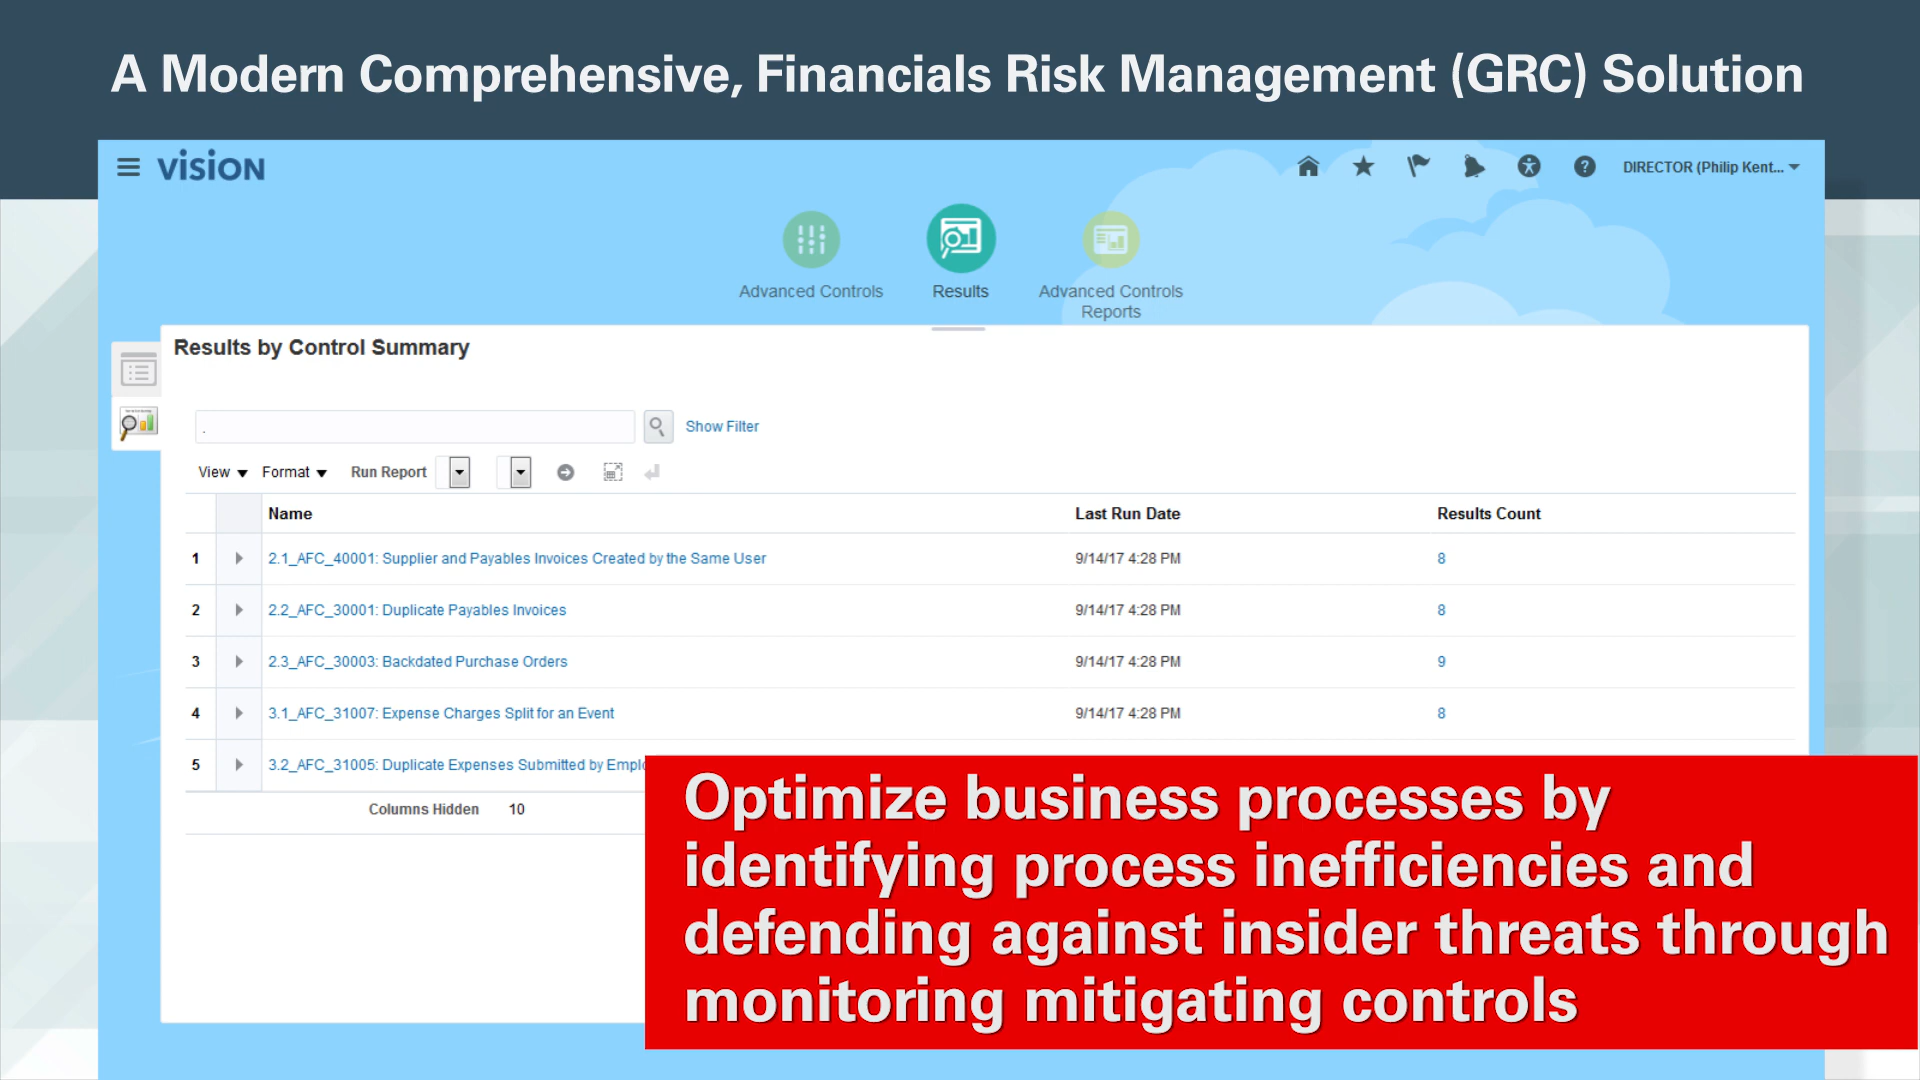 A Modern Comprehensive, Financials Risk Management (GRC) Solution
VISION
DIRECTOR (Philip Kent...
Advanced Controls
Results
Advanced Controls
Reports
Results by Control Summary
.
Show Filter
View
Format
Run Report
Name
Last Run Date
Results Count
1
2.1_AFC_40001: Supplier and Payables Invoices Created by the Same User
9/14/17 4:28 PM
8
2
2.2_AFC_30001: Duplicate Payables Invoices
9/14/17 4:28 PM
8
3
2.3_AFC_30003: Backdated Purchase Orders
9/14/17 4:28 PM
9
4
3.1_AFC_31007: Expense Charges Split for an Event
9/14/17 4:28 PM
8
5
3.2_AFC_31005: Duplicate Expenses Submitted by Empl
Columns Hidden 10
Optimize business processes by
identifying process inefficiencies and
defending against insider threats through
monitoring mitigating controls